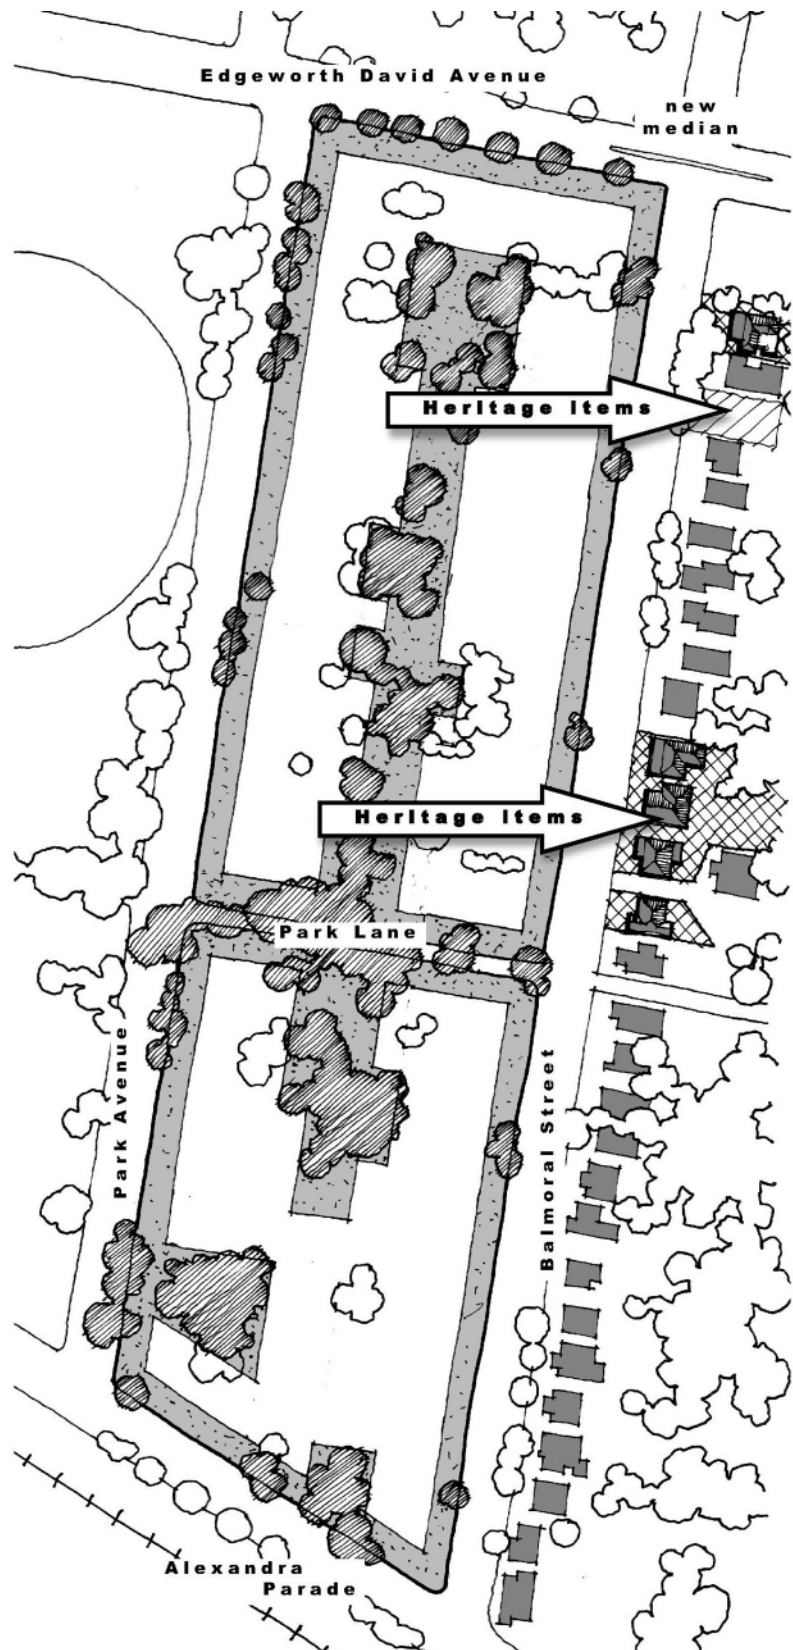 Edgeworth David Avenue
new
median
Heritage Items
Heritage Items
Park Lane
Park Avenue
Balmoral Street
Alexandra
Parade